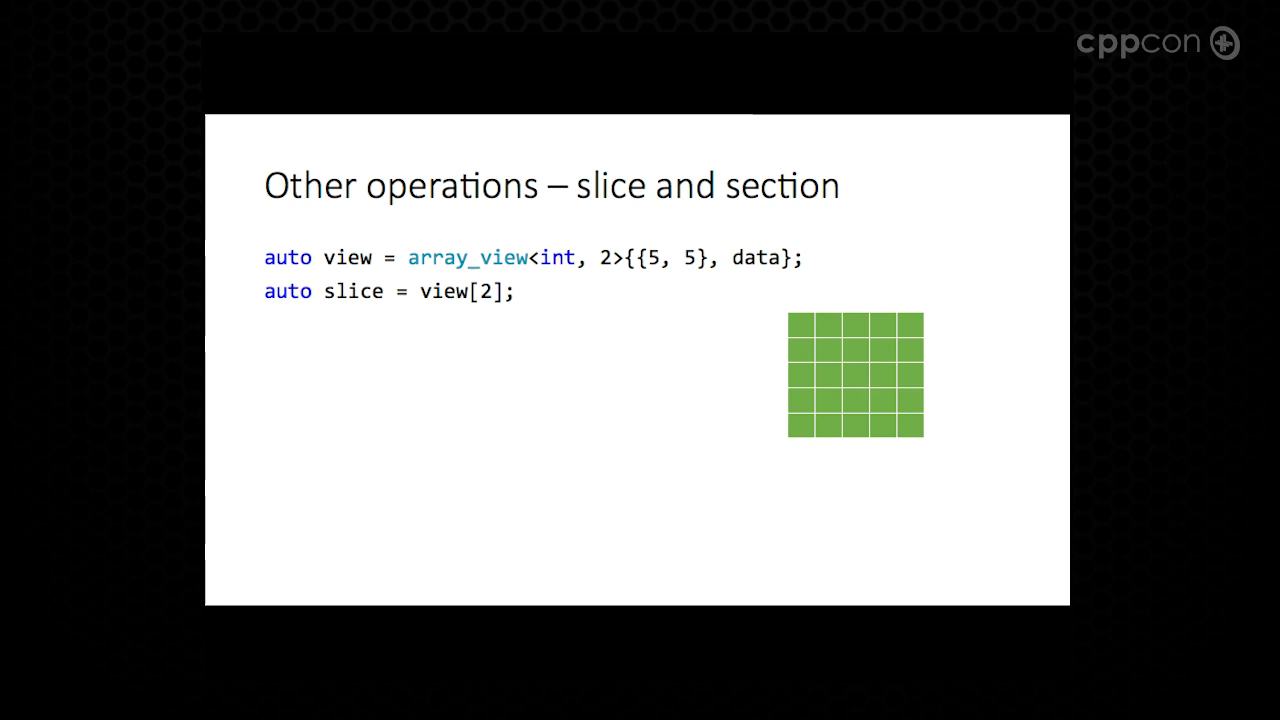 cppcon
Other operations – slice and section
auto view = array_view<int, 2>{{5, 5}, data};
auto slice = view[2];